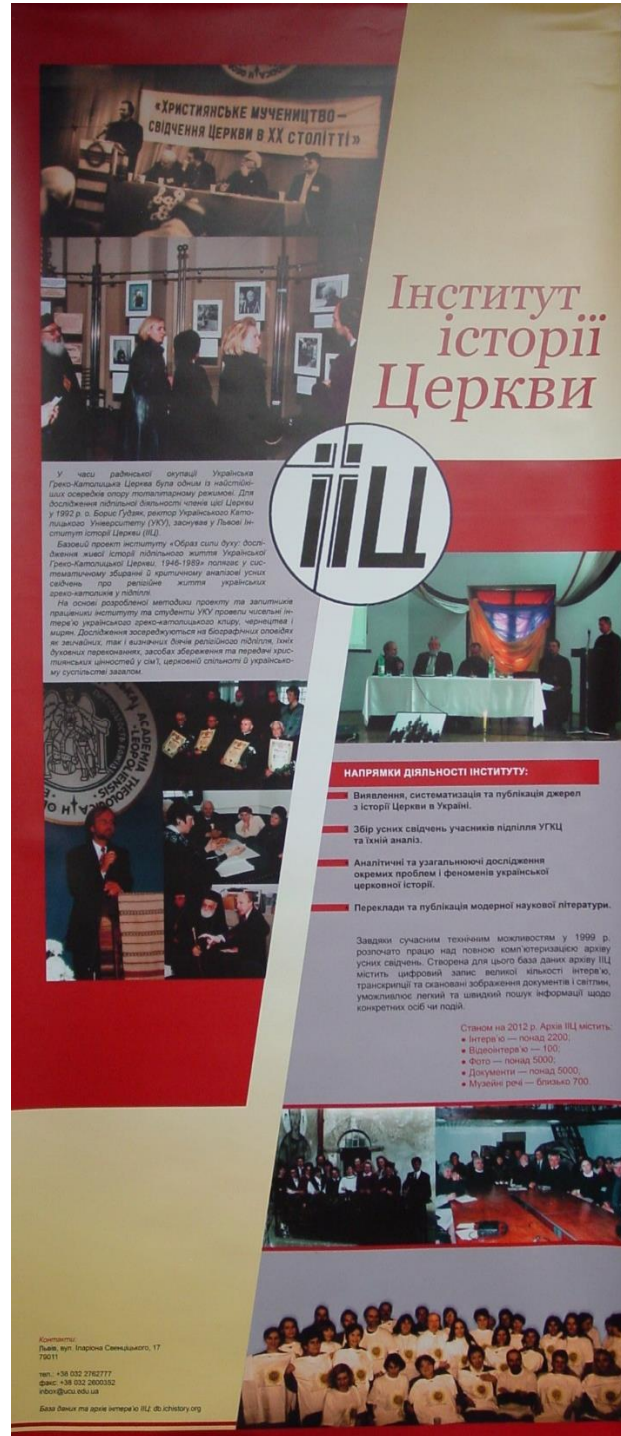 «ХРИСТИЯНСЬКЕ МУЧЕНИЦТВО –
СВІДЧЕННЯ ЦЕРКВИ В ХХ СТОЛІТТІ»
Інститут
історії
Церкви
ІІЦ
У часи радянської окупації Українська
Греко-Католицька Церква була одним із найстійкі-
ших осередків опору тоталітарному режимові. Для
дослідження підпільної діяльності членів цієї Церкви
у 1992 р. о. Борис Ґудзяк, ректор Українського Като-
лицького Університету (УКУ), заснував у Львові Ін-
ститут історії Церкви (ІІЦ).
Базовий проект інституту «Образ сили духу: дослі-
дження живої історії підпільного життя Української
Греко-Католицької Церкви, 1946-1989» полягає у сис-
тематичному збиранні й критичному аналізові усних
свідчень про релігійне життя українських
греко-католиків у підпіллі.
На основі розробленої методики проекту та запитників
працівники інституту та студенти УКУ провели чисельні ін-
терв'ю українського греко-католицького клиру, чернецтва і
мирян. Дослідження зосереджуються на біографічних оповідях
як звичайних, так і визначних діячів релігійного підпілля, їхніх
духовних переконаннях, засобах збереження та передачі хрис-
тиянських цінностей у сім'ї, церковній спільноті й українсько-
му суспільстві загалом.
ACADEMIA THEOLOGICA
LEOPOLIENSIS
НАПРЯМКИ ДІЯЛЬНОСТІ ІНСТИТУТУ:
Виявлення, систематизація та публікація джерел
з історії Церкви в Україні.
Збір усних свідчень учасників підпілля УГКЦ
та їхній аналіз.
Аналітичні та узагальнюючі дослідження
окремих проблем і феноменів української
церковної історії.
Переклади та публікація модерної наукової літератури.
Завдяки сучасним технічним можливостям у 1999 р.
розпочато працю над повною комп'ютеризацією архіву
усних свідчень. Створена для цього база даних архіву ІІЦ
містить цифровий запис великої кількості інтерв'ю,
транскрипції та скановані зображення документів і світлин,
уможливлює легкий та швидкий пошук інформації щодо
конкретних осіб чи подій.
Станом на 2012 р. Архів ІІЦ містить:
● Інтерв'ю — понад 2200;
● Відеоінтерв'ю — 100;
● Фото — понад 5000;
● Документи — понад 5000;
● Музейні речі — близько 700.
Контакти:
Львів, вул. Іларіона Свєнціцького, 17
79011
тел.: +38 032 2762777
факс: +38 032 2600352
inbox@ucu.edu.ua
База даних та архів інтерв'ю ІІЦ: db.ichistory.org